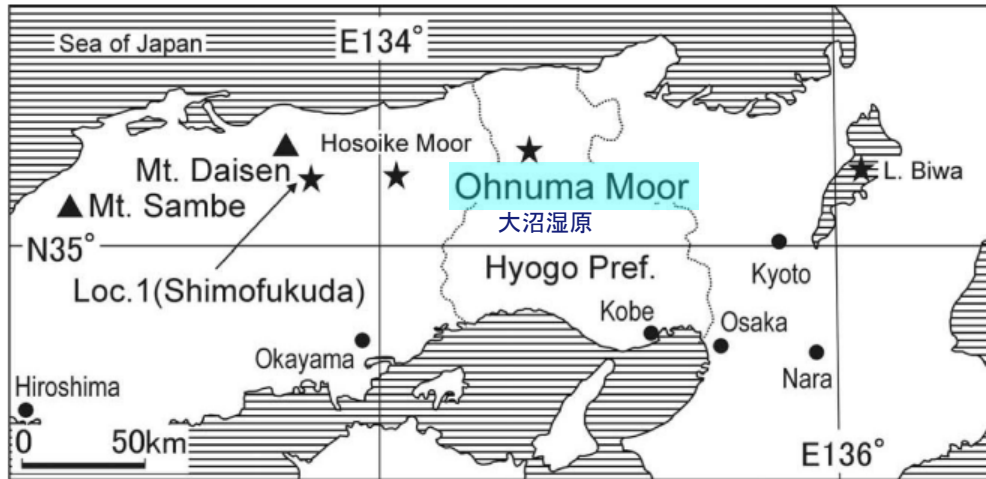 Sea of Japan
E134°
Hosoike Moor
Mt. Daisen
Mt. Sambe
Ohnuma Moor
大沼湿原
L. Biwa
N35°
Kyoto
Hyogo Pref.
Loc.1(Shimofukuda)
Kobe
Osaka
Okayama
Nara
Hiroshima
0 50km
E136°